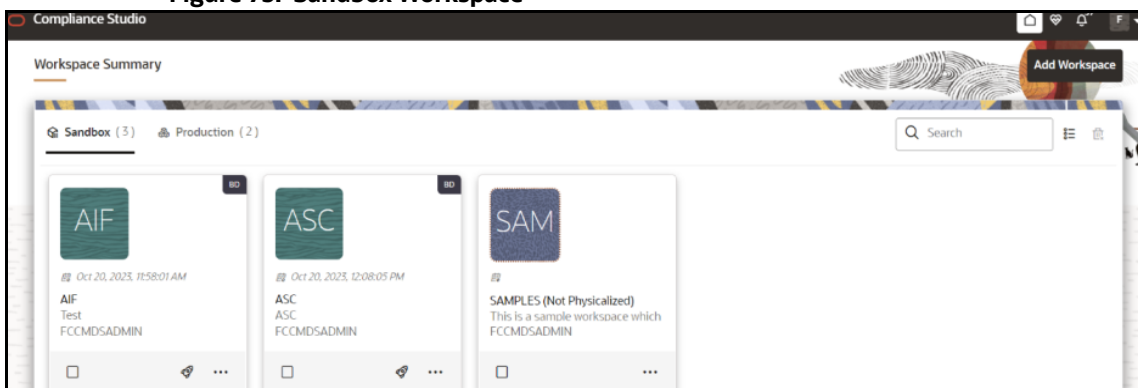 Figure 75: Sandbox Workspace
Compliance Studio
F
Workspace Summary
Add Workspace
Sandbox (3)
Production (2)
Search
BD
BD
AIF
ASC
SAM
Oct 20, 2023, 11:58:01 AM
Oct 20, 2023, 12:08:05 PM
AIF
Test
FCCMDSADMIN
ASC
ASC
FCCMDSADMIN
SAMPLES (Not Physicalized)
This is a sample workspace which
FCCMDSADMIN